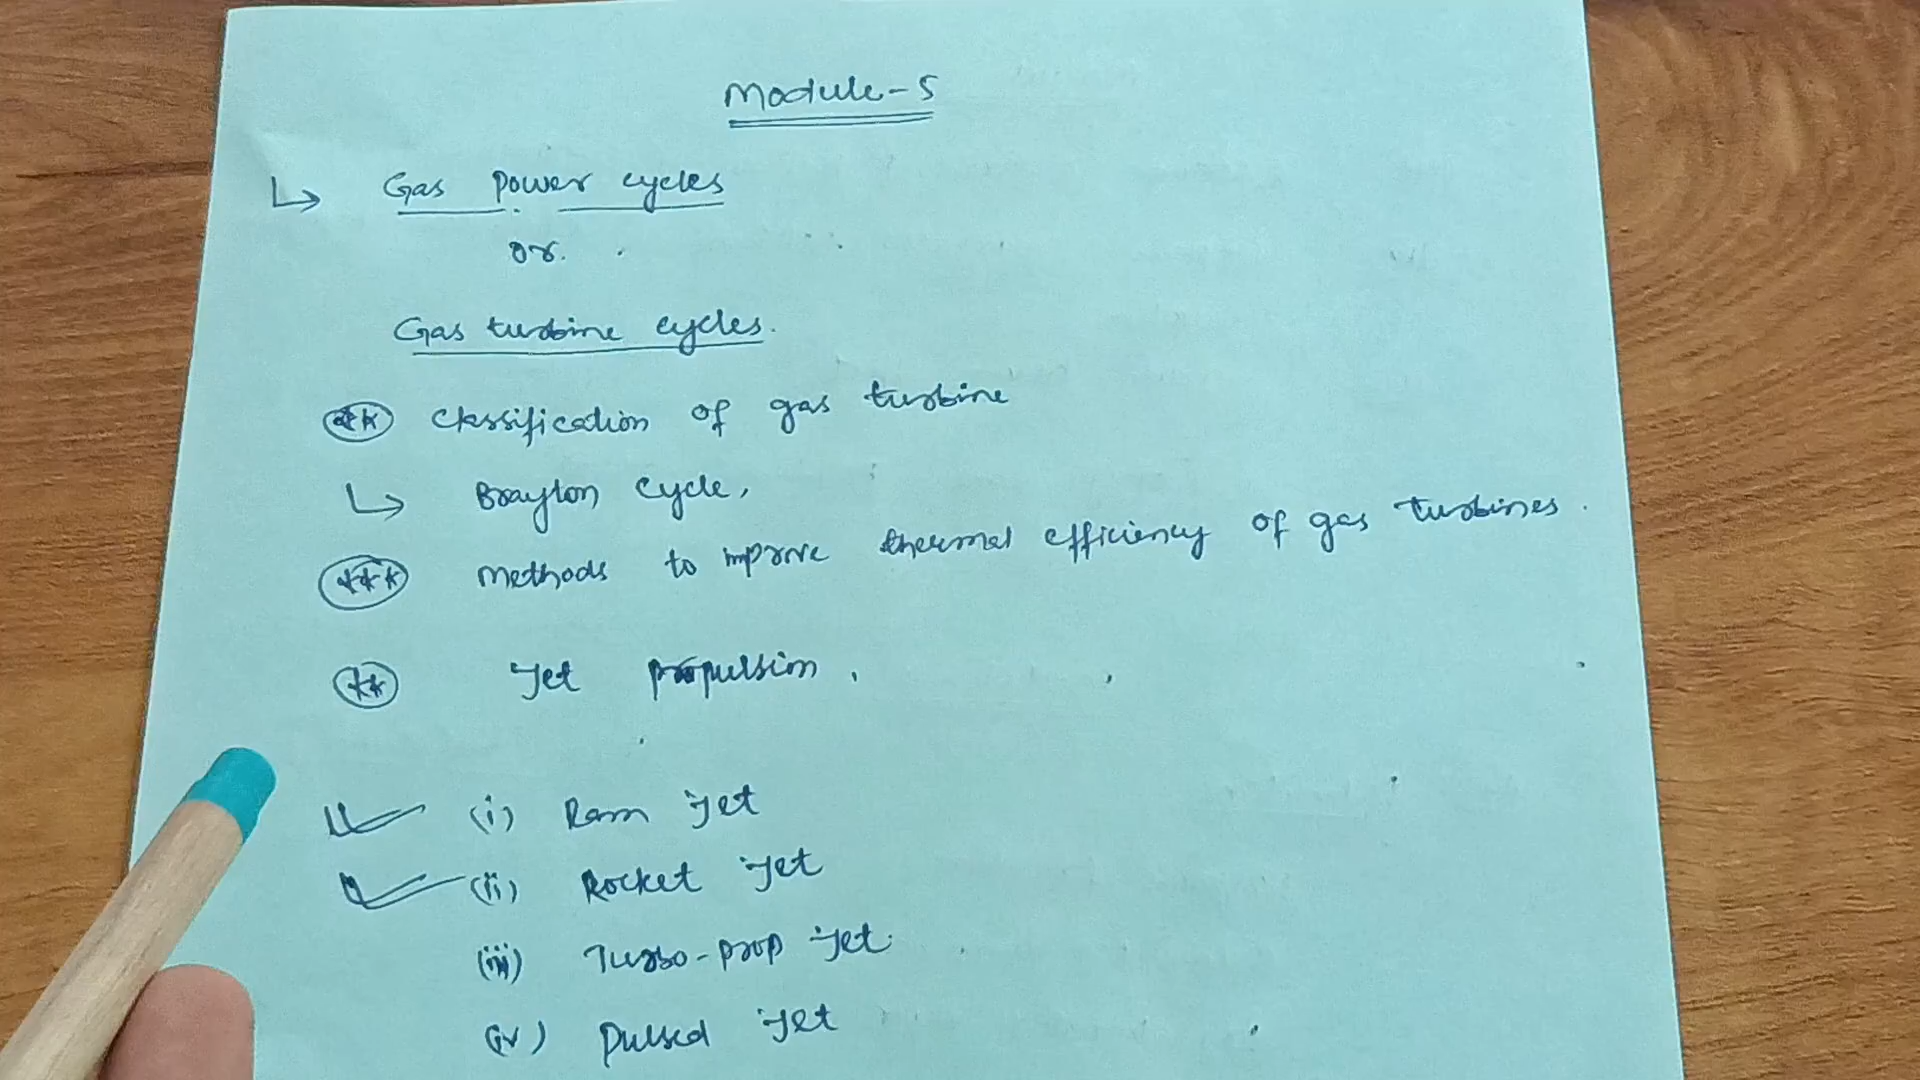 Module-5
↳ Gas power cycles
or.
Gas turbine cycles.
** Classification of gas turbine
↳ Brayton cycle,
*** Methods to improve thermal efficiency of gas turbines.
** Jet propulsion.
(i) Ram Jet
(ii) Rocket Jet
(iii) Turbo-prop Jet.
(iv) Pulsed Jet